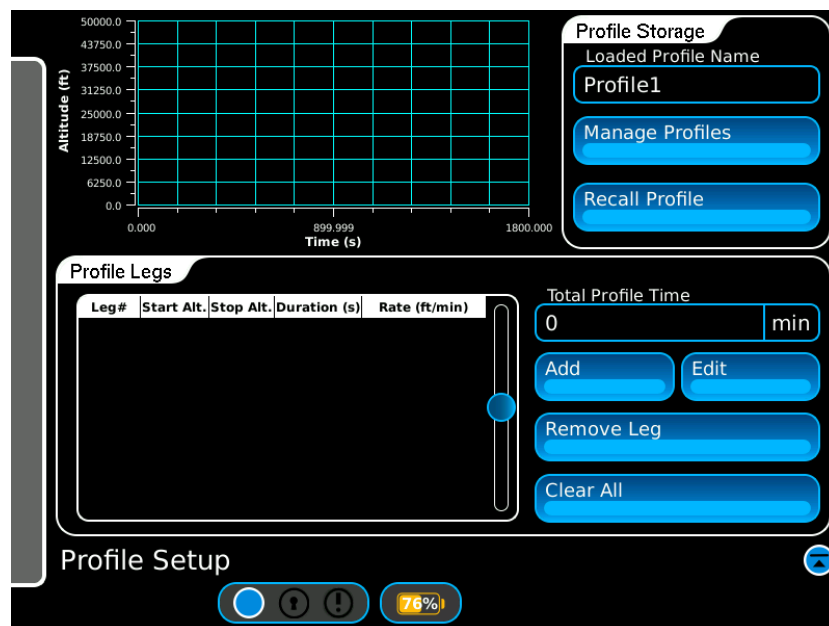 50000.0
43750.0
37500.0
31250.0
25000.0
18750.0
12500.0
6250.0
0.0
Altitude (ft)
0.000 899.999 1800.000
Time (s)
Profile Storage
Loaded Profile Name
Profile1
Manage Profiles
Recall Profile
Profile Legs
Leg# Start Alt. Stop Alt. Duration (s) Rate (ft/min)
Total Profile Time
0 min
Add Edit
Remove Leg
Clear All
Profile Setup
76%